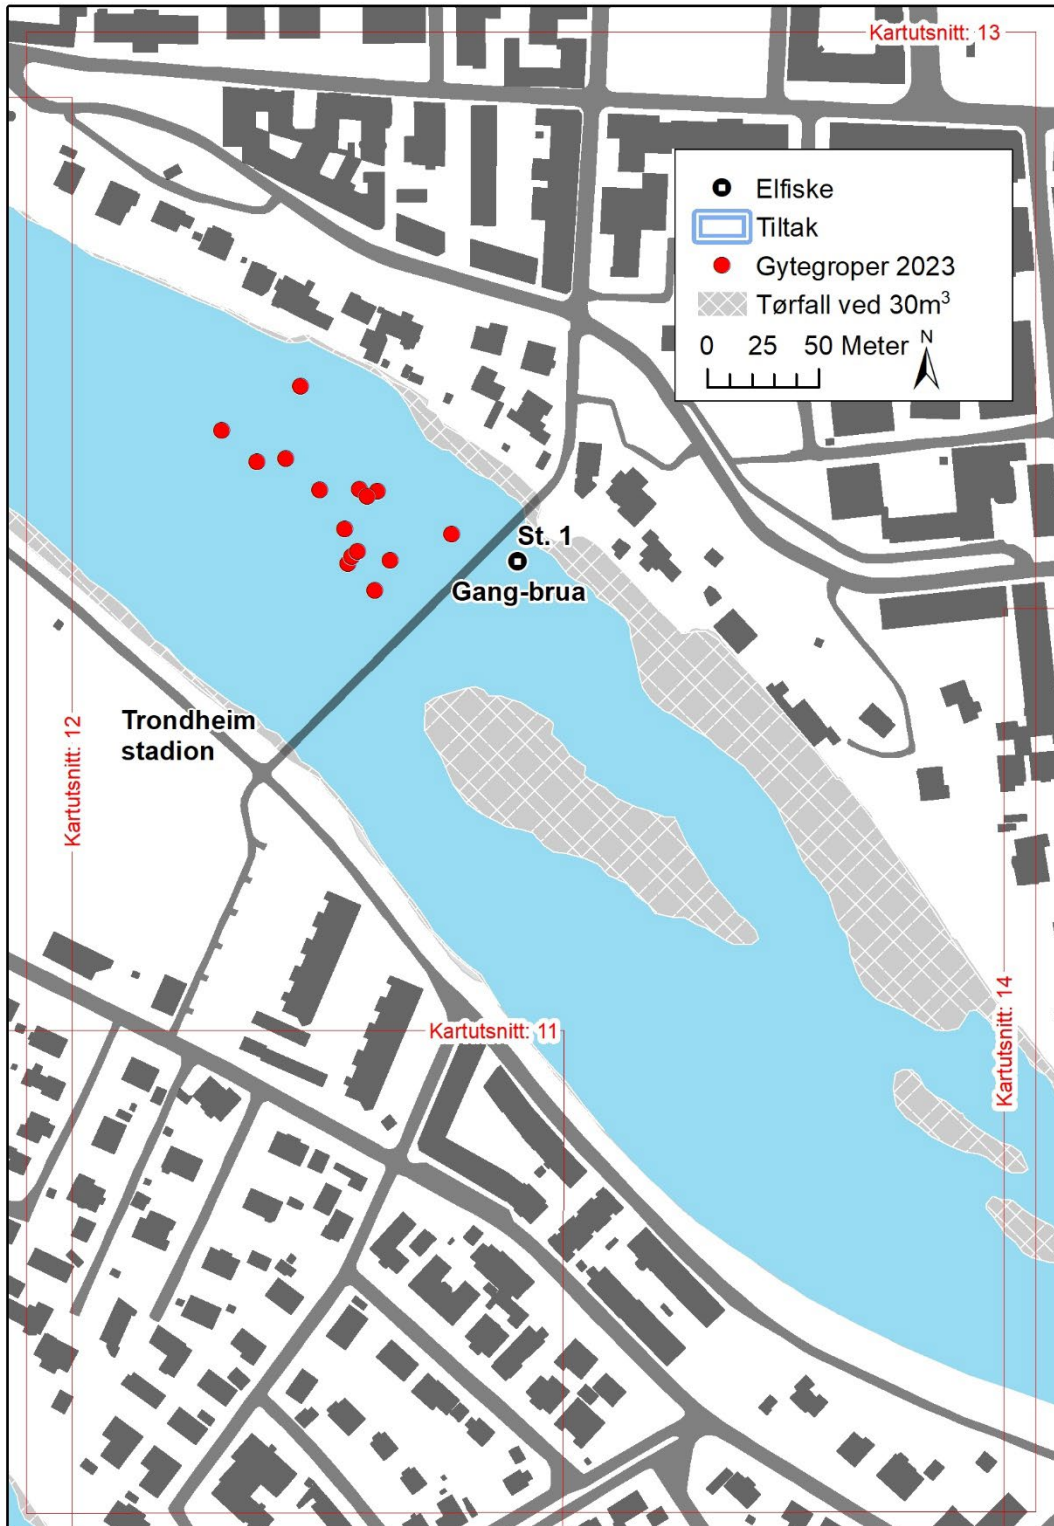 Kartutsnitt: 13
Elfiske
Tiltak
Gytegroper 2023
Tørfall ved 30m³
0 25 50 Meter
N
St. 1
Gang-brua
Trondheim
stadion
Kartutsnitt: 12
Kartutsnitt: 11
Kartutsnitt: 14